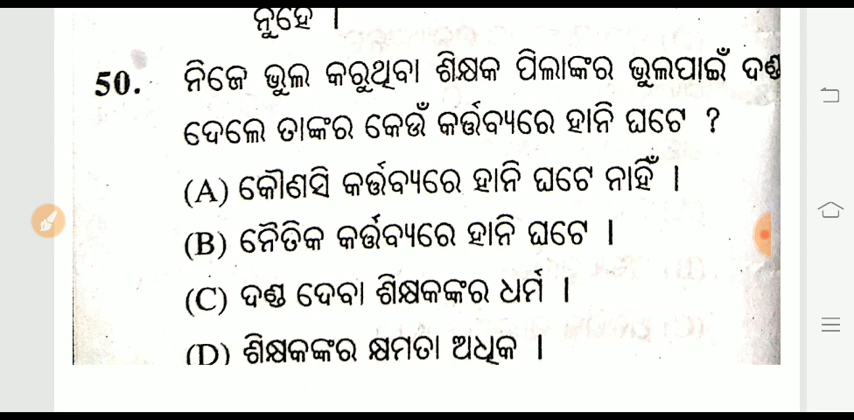 ନୁହେଁ ।
50. ନିଜେ ଭୁଲ କରୁଥିବା ଶିକ୍ଷକ ପିଲାଙ୍କର ଭୁଲପାଇଁ ଦଣ୍ଡ
ଦେଲେ ତାଙ୍କର କେଉଁ କର୍ତ୍ତବ୍ୟରେ ହାନି ଘଟେ ?
(A) କୌଣସି କର୍ତ୍ତବ୍ୟରେ ହାନି ଘଟେ ନାହିଁ ।
(B) ନୈତିକ କର୍ତ୍ତବ୍ୟରେ ହାନି ଘଟେ ।
(C) ଦଣ୍ଡ ଦେବା ଶିକ୍ଷକଙ୍କର ଧର୍ମ ।
(D) ଶିକ୍ଷକଙ୍କର କ୍ଷମତା ଅଧିକ ।